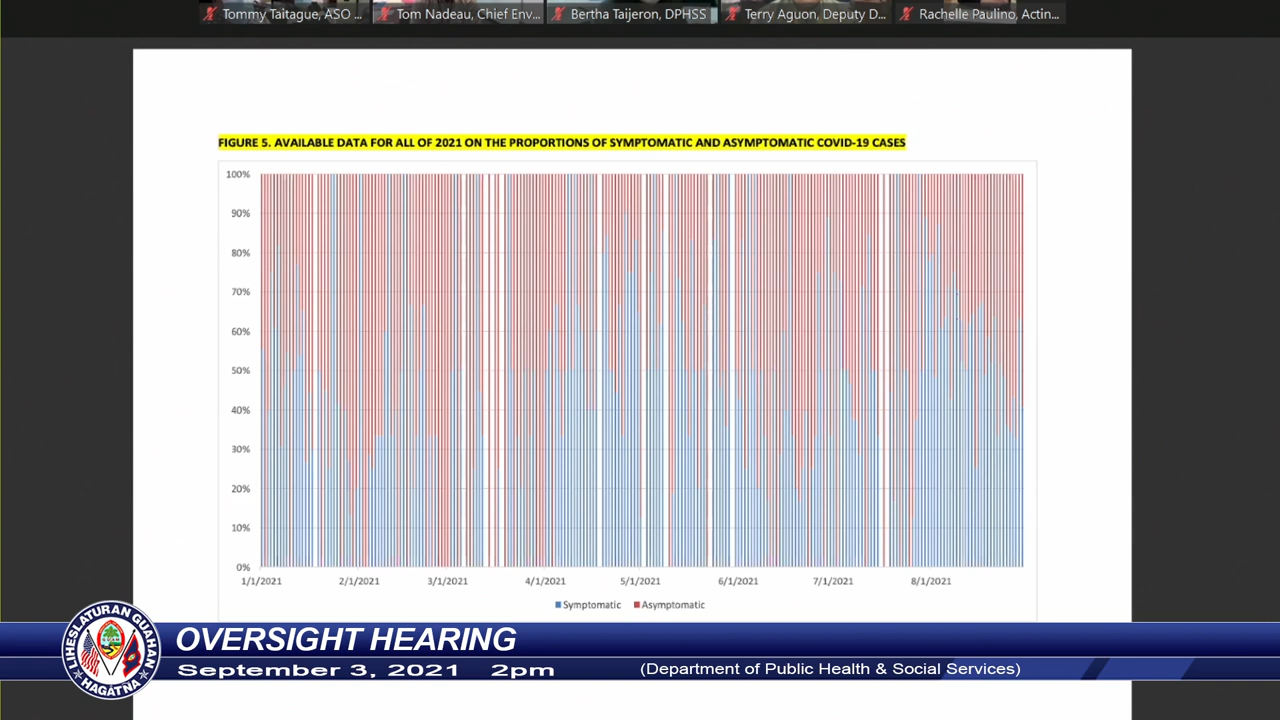 Tommy Taitague, ASO ...
Tom Nadeau, Chief Env...
Bertha Taijeron, DPHSS
Terry Aguon, Deputy D...
Rachelle Paulino, Actin...
FIGURE 5. AVAILABLE DATA FOR ALL OF 2021 ON THE PROPORTIONS OF SYMPTOMATIC AND ASYMPTOMATIC COVID-19 CASES
100%
90%
80%
70%
60%
50%
40%
30%
20%
10%
0%
1/1/2021 2/1/2021 3/1/2021 4/1/2021 5/1/2021 6/1/2021 7/1/2021 8/1/2021
Symptomatic Asymptomatic
LIHESLATURAN GUÅHAN
HAGÅTÑA
OVERSIGHT HEARING
September 3, 2021 2pm
(Department of Public Health & Social Services)